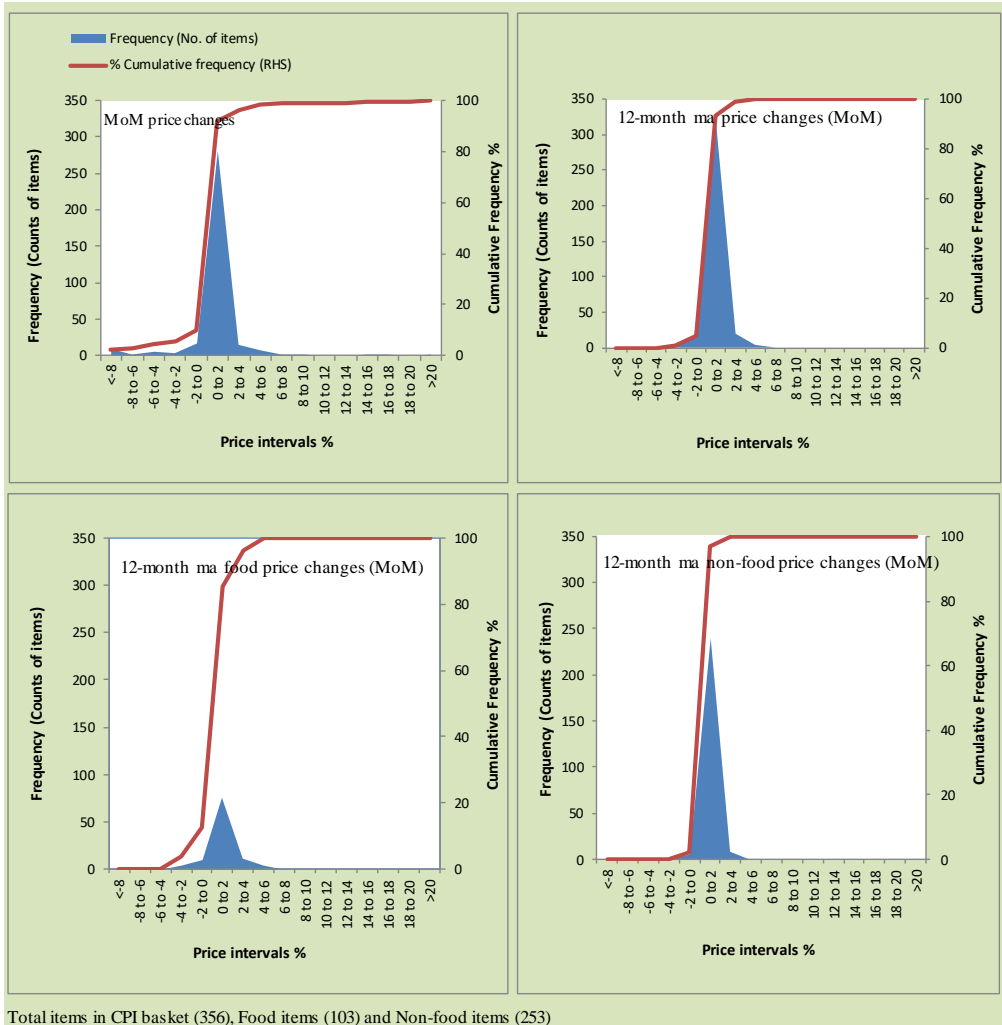 Frequency (No. of items)
% Cumulative frequency (RHS)
MoM price changes
Frequency (Counts of items)
350
300
250
200
150
100
50
0
100
80
60
40
20
0
Cumulative Frequency %
<-8
-8 to -6
-6 to -4
-4 to -2
-2 to 0
0 to 2
2 to 4
4 to 6
6 to 8
8 to 10
10 to 12
12 to 14
14 to 16
16 to 18
18 to 20
>20
Price intervals %
12-month ma price changes (MoM)
Frequency (Counts of items)
350
300
250
200
150
100
50
0
100
80
60
40
20
0
Cumulative Frequency %
<-8
-8 to -6
-6 to -4
-4 to -2
-2 to 0
0 to 2
2 to 4
4 to 6
6 to 8
8 to 10
10 to 12
12 to 14
14 to 16
16 to 18
18 to 20
>20
Price intervals %
12-month ma food price changes (MoM)
Frequency (Counts of items)
350
300
250
200
150
100
50
0
100
80
60
40
20
0
Cumulative Frequency %
<-8
-8 to -6
-6 to -4
-4 to -2
-2 to 0
0 to 2
2 to 4
4 to 6
6 to 8
8 to 10
10 to 12
12 to 14
14 to 16
16 to 18
18 to 20
>20
Price intervals %
12-month ma non-food price changes (MoM)
Frequency (Counts of items)
350
300
250
200
150
100
50
0
100
80
60
40
20
0
Cumulative Frequency %
<-8
-8 to -6
-6 to -4
-4 to -2
-2 to 0
0 to 2
2 to 4
4 to 6
6 to 8
8 to 10
10 to 12
12 to 14
14 to 16
16 to 18
18 to 20
>20
Price intervals %
Total items in CPI basket (356), Food items (103) and Non-food items (253)